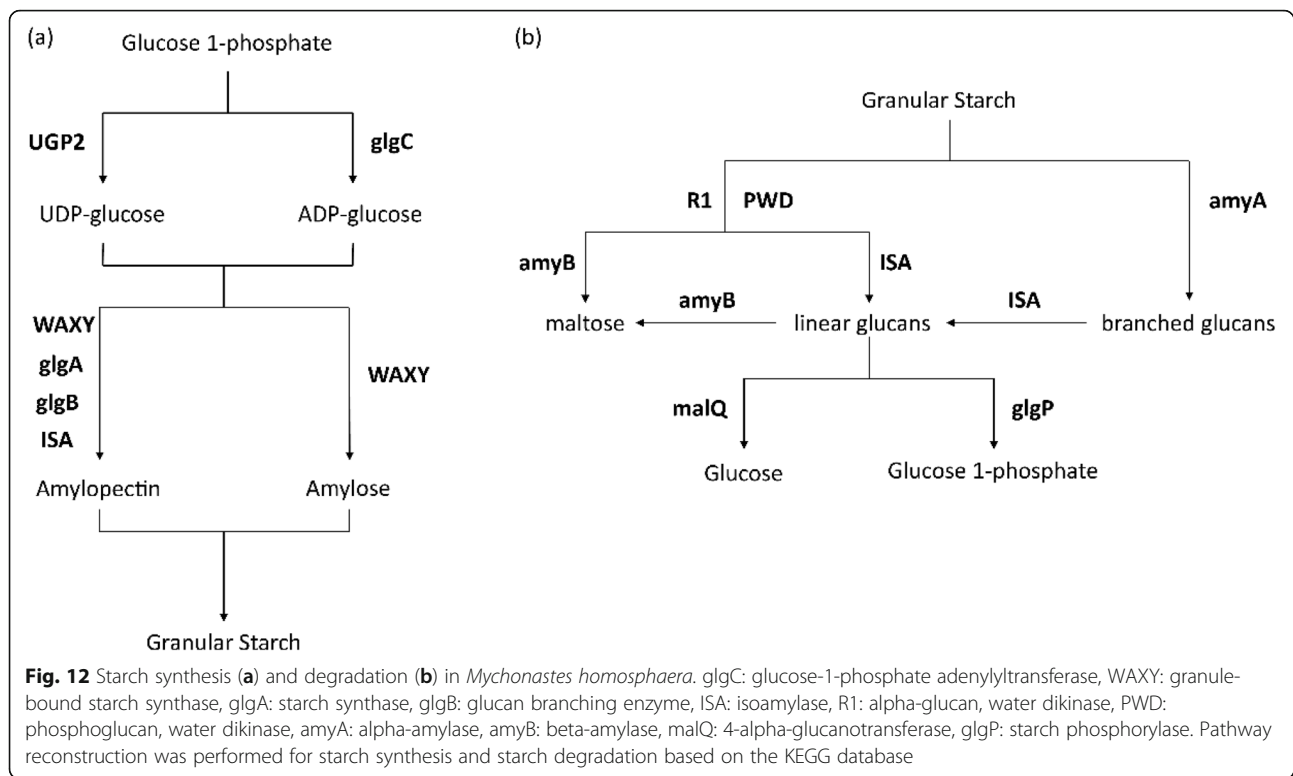 (a)
Glucose 1-phosphate
UGP2 glgC
UDP-glucose ADP-glucose
WAXY
glgA
glgB
ISA
WAXY
Amylopectin Amylose
Granular Starch
(b)
Granular Starch
R1 PWD amyA
amyB ISA
amyB ISA
maltose linear glucans branched glucans
malQ glgP
Glucose Glucose 1-phosphate
Fig. 12 Starch synthesis (a) and degradation (b) in Mychonastes homosphaera. glgC: glucose-1-phosphate adenylyltransferase, WAXY: granule-
bound starch synthase, glgA: starch synthase, glgB: glucan branching enzyme, ISA: isoamylase, R1: alpha-glucan, water dikinase, PWD:
phosphoglucan, water dikinase, amyA: alpha-amylase, amyB: beta-amylase, malQ: 4-alpha-glucanotransferase, glgP: starch phosphorylase. Pathway
reconstruction was performed for starch synthesis and starch degradation based on the KEGG database